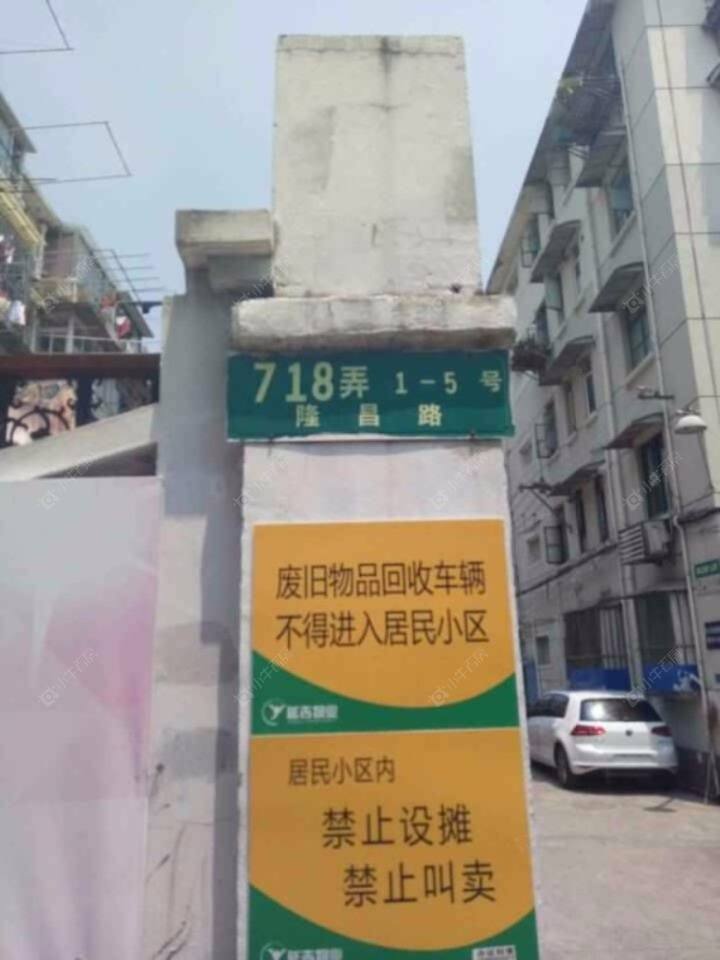 718弄 1-5 号
隆昌路
废旧物品回收车辆
不得进入居民小区
居民小区内
禁止设摊
禁止叫卖